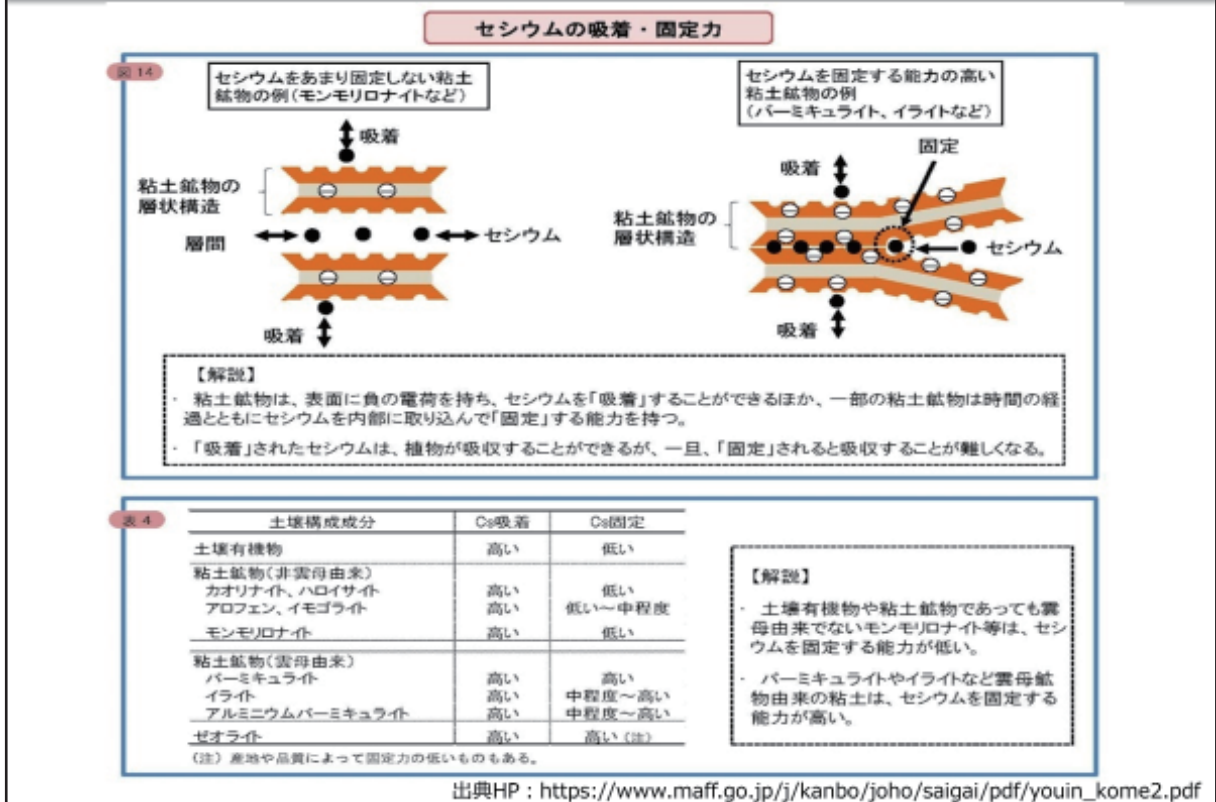 セシウムの吸着・固定力
図 14
セシウムをあまり固定しない粘土
鉱物の例(モンモリロナイトなど)
吸着
粘土鉱物の
層状構造
層間
セシウム
吸着
セシウムを固定する能力の高い
粘土鉱物の例
(バーミキュライト、イライトなど)
固定
吸着
粘土鉱物の
層状構造
セシウム
吸着
【解説】
・ 粘土鉱物は、表面に負の電荷を持ち、セシウムを「吸着」することができるほか、一部の粘土鉱物は時間の経
過とともにセシウムを内部に取り込んで「固定」する能力を持つ。
・ 「吸着」されたセシウムは、植物が吸収することができるが、一旦、「固定」されると吸収することが難しくなる。
表 4
土壌構成成分 Cs吸着 Cs固定
土壌有機物 高い 低い
粘土鉱物(非雲母由来)
カオリナイト、ハロイサイト 高い 低い
アロフェン、イモゴライト 高い 低い～中程度
モンモリロナイト 高い 低い
粘土鉱物(雲母由来)
バーミキュライト 高い 高い
イライト 高い 中程度～高い
アルミニウムバーミキュライト 高い 中程度～高い
ゼオライト 高い 高い (注)
(注) 産地や品質によって固定力の低いものもある。
【解説】
・ 土壌有機物や粘土鉱物であっても雲
母由来でないモンモリロナイト等は、セシ
ウムを固定する能力が低い。
・ バーミキュライトやイライトなど雲母鉱
物由来の粘土は、セシウムを固定する
能力が高い。
出典HP：https://www.maff.go.jp/j/kanbo/joho/saigai/pdf/youin_kome2.pdf